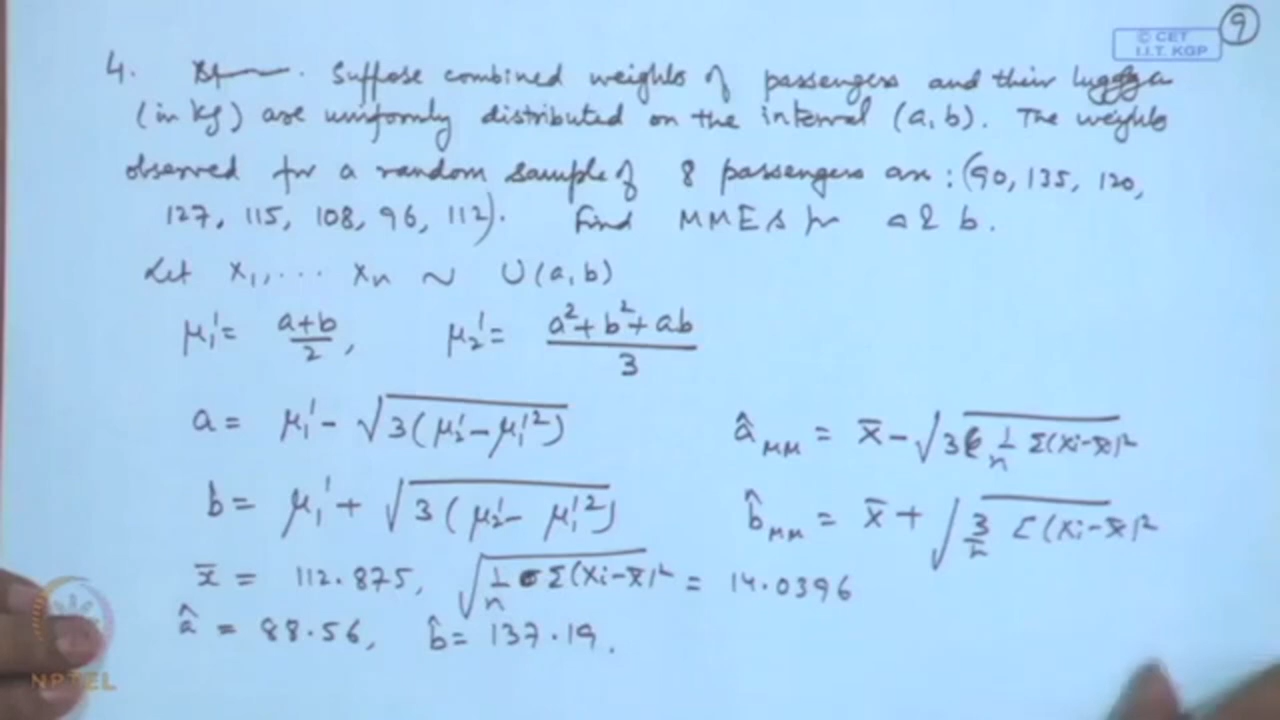 9
© CET
I.I.T. KGP
4. Suppose combined weights of passengers and their luggage
(in kg) are uniformly distributed on the interval (a, b). The weights
observed for a random sample of 8 passengers are : (90, 135, 120,
127, 115, 108, 96, 112). Find MMEs for a & b.
Let X₁, ... Xn ~ U(a, b)
μ₁' = (a+b)/2, μ₂' = (a²+b²+ab)/3
a = μ₁' - √(3(μ₂' - μ₁'²)) â_MM = x̄ - √(3 1/n Σ(Xi-x̄)²)
b = μ₁' + √(3(μ₂' - μ₁'²)) b̂_MM = x̄ + √(3/n Σ(Xi-x̄)²)
x̄ = 112.875, √(1/n Σ(Xi-x̄)²) = 14.0396
â = 88.56, b̂ = 137.19.
NPTEL